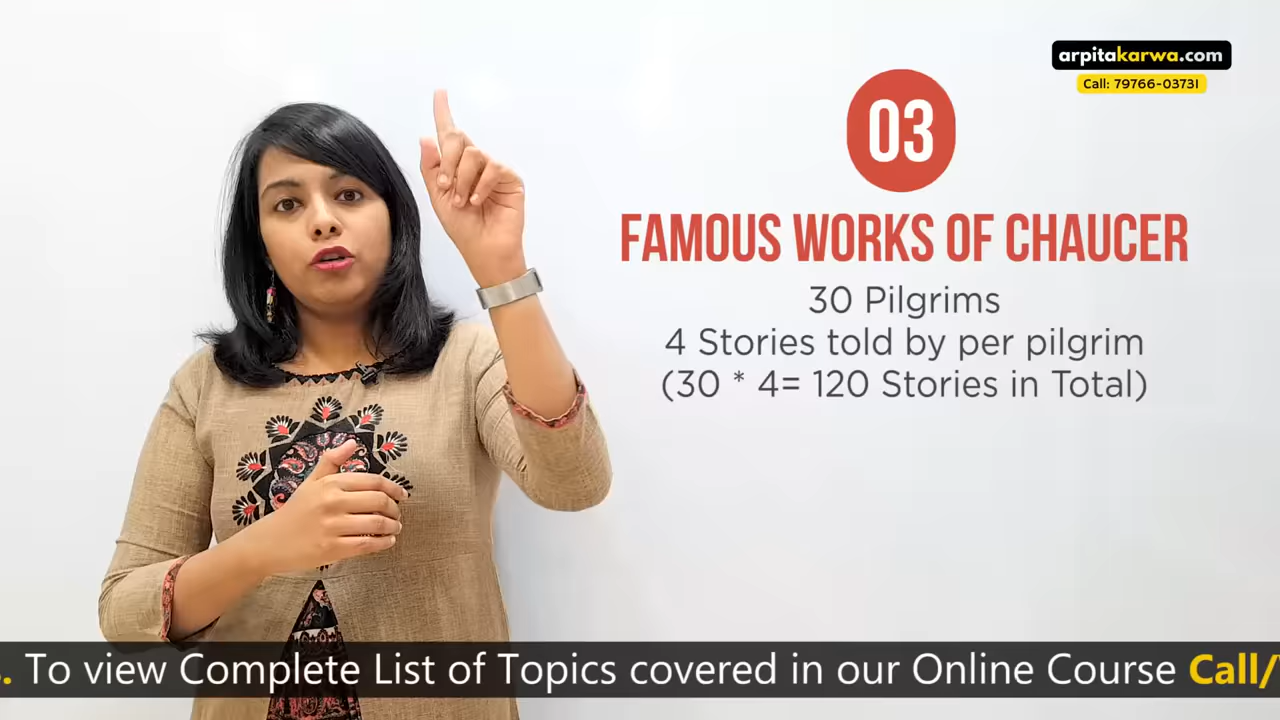 arpitakarwa.com
Call: 79766-03731
03
FAMOUS WORKS OF CHAUCER
30 Pilgrims
4 Stories told by per pilgrim
(30 * 4= 120 Stories in Total)
. To view Complete List of Topics covered in our Online Course Call/